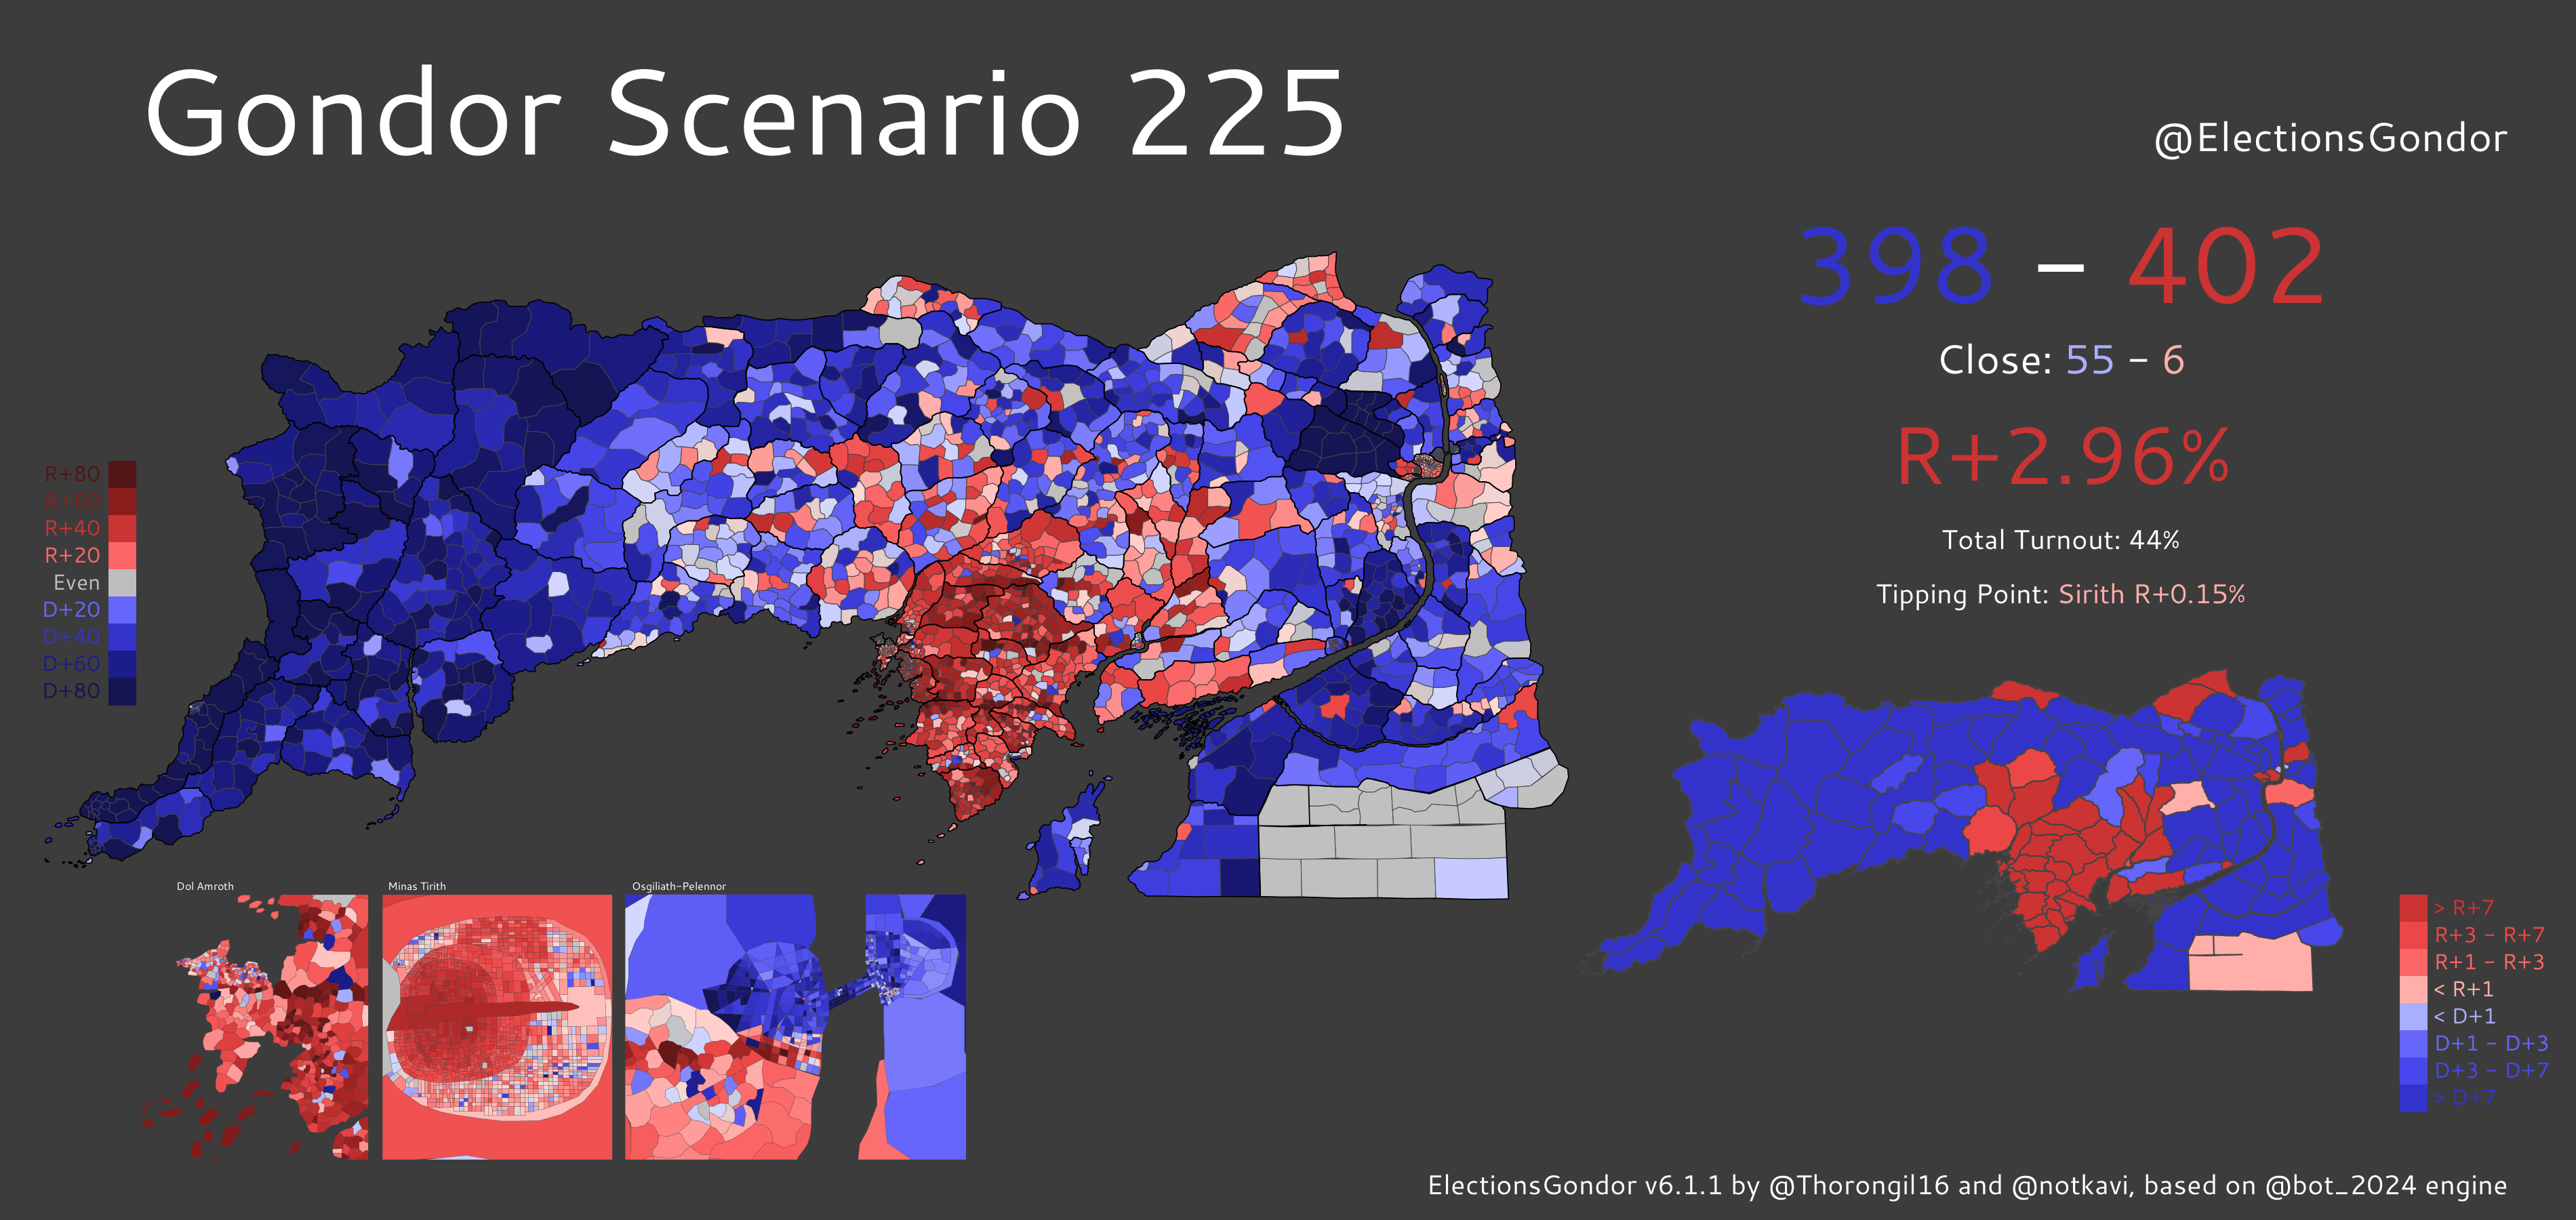 Gondor Scenario 225
@ElectionsGondor
398 – 402
Close: 55 – 6
R+2.96%
Total Turnout: 44%
Tipping Point: Sirith R+0.15%
R+80
R+60
R+40
R+20
Even
D+20
D+40
D+60
D+80
Dol Amroth
Minas Tirith
Osgiliath-Pelennor
> R+7
R+3 – R+7
R+1 – R+3
< R+1
< D+1
D+1 – D+3
D+3 – D+7
> D+7
ElectionsGondor v6.1.1 by @Thorongil16 and @notkavi, based on @bot_2024 engine